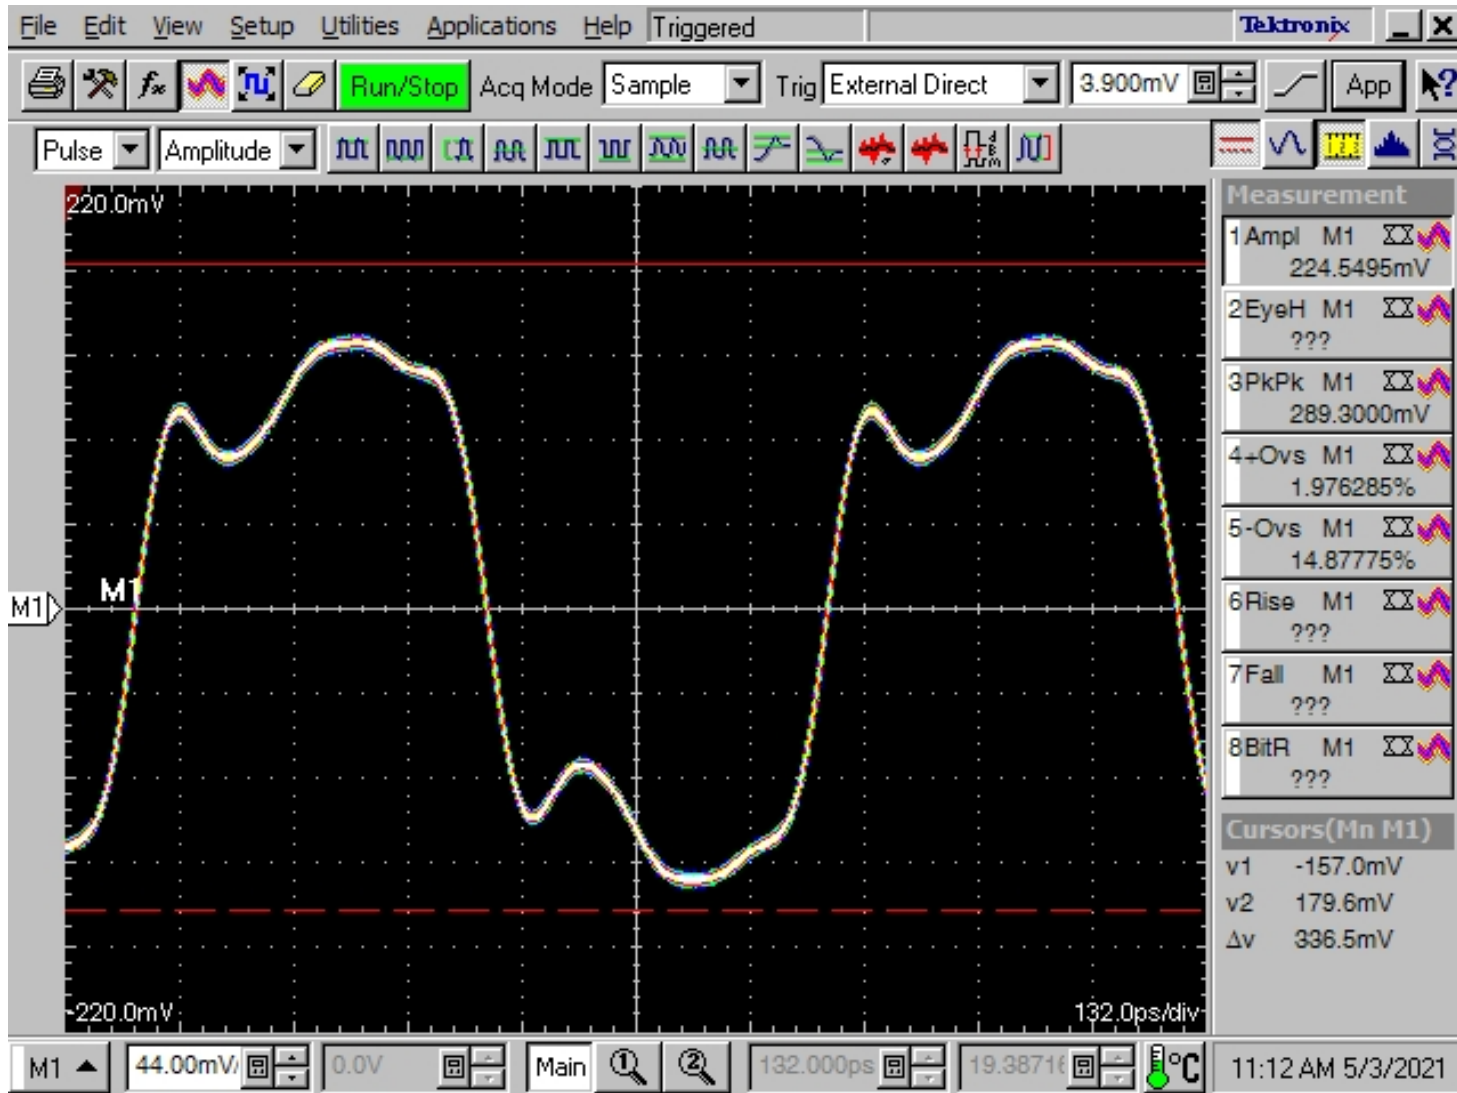 File Edit View Setup Utilities Applications Help Triggered Tektronix
Run/Stop Acq Mode Sample Trig External Direct 3.900mV App
Pulse Amplitude
220.0mV
M1
M1
-220.0mV
132.0ps/div
Measurement
1 Ampl M1
224.5495mV
2 EyeH M1
???
3 PkPk M1
289.3000mV
4 +Ovs M1
1.976285%
5 -Ovs M1
14.87775%
6 Rise M1
???
7 Fall M1
???
8 BitR M1
???
Cursors(Mn M1)
v1 -157.0mV
v2 179.6mV
Δv 336.5mV
M1 44.00mV/ 0.0V Main 1 2 132.000ps 19.38716 °C 11:12 AM 5/3/2021